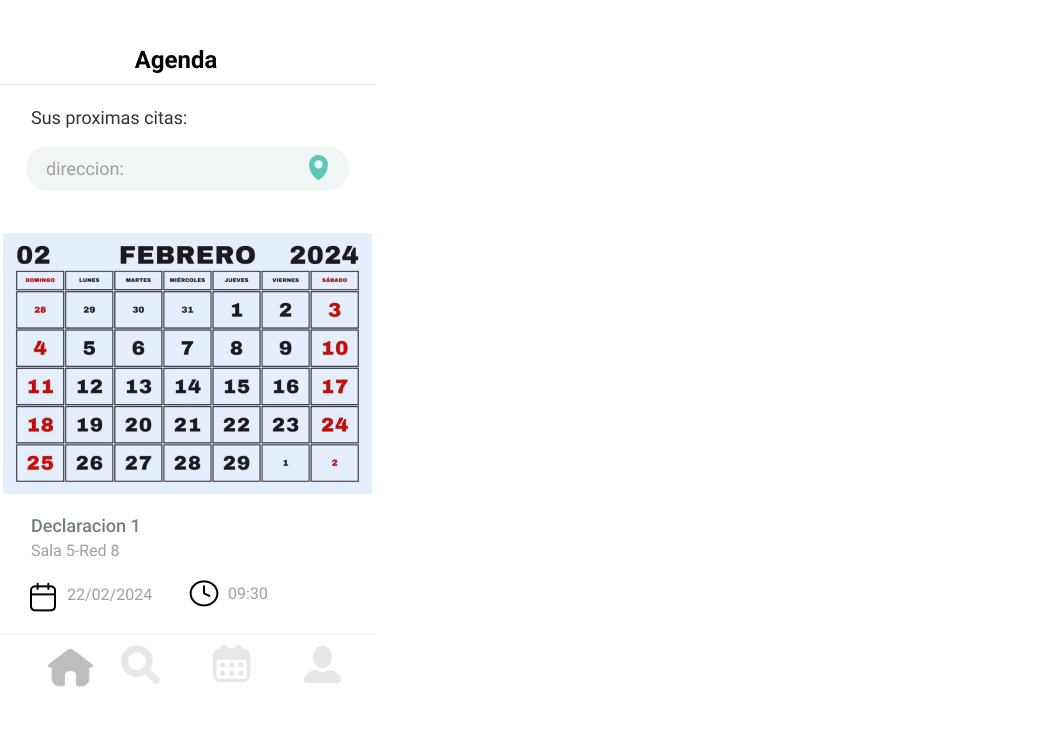 Agenda
Sus proximas citas:
direccion:
02 FEBRERO 2024
DOMINGO LUNES MARTES MIÉRCOLES JUEVES VIERNES SÁBADO
28 29 30 31 1 2 3
4 5 6 7 8 9 10
11 12 13 14 15 16 17
18 19 20 21 22 23 24
25 26 27 28 29 1 2
Declaracion 1
Sala 5-Red 8
22/02/2024 09:30